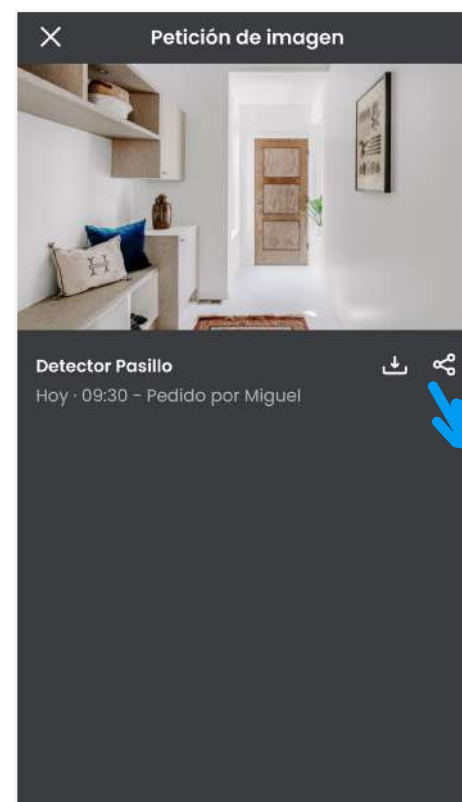 Petición de imagen
H
Detector Pasillo
Hoy · 09:30 - Pedido por Miguel